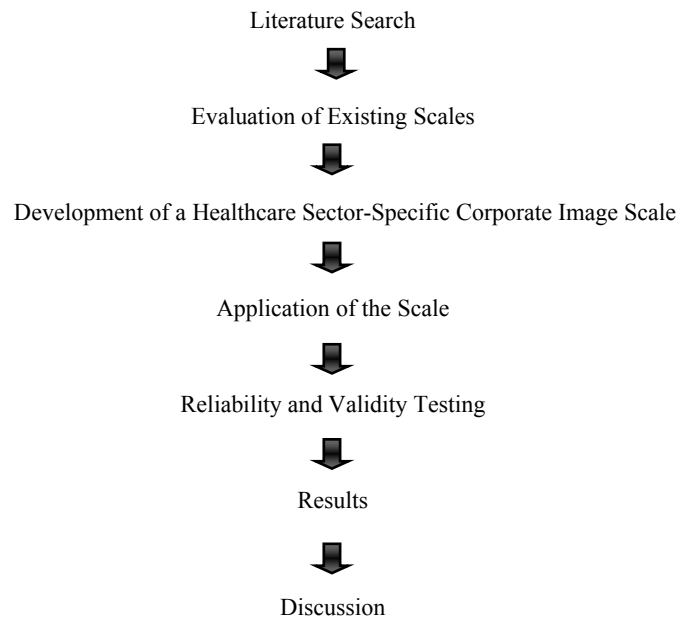 Literature Search
Evaluation of Existing Scales
Development of a Healthcare Sector-Specific Corporate Image Scale
Application of the Scale
Reliability and Validity Testing
Results
Discussion